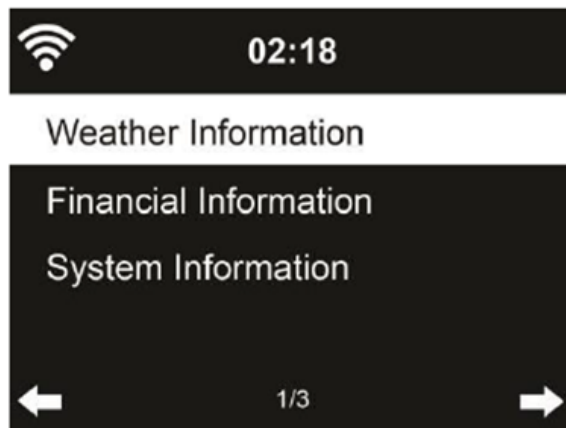 02:18
Weather Information
Financial Information
System Information
1/3